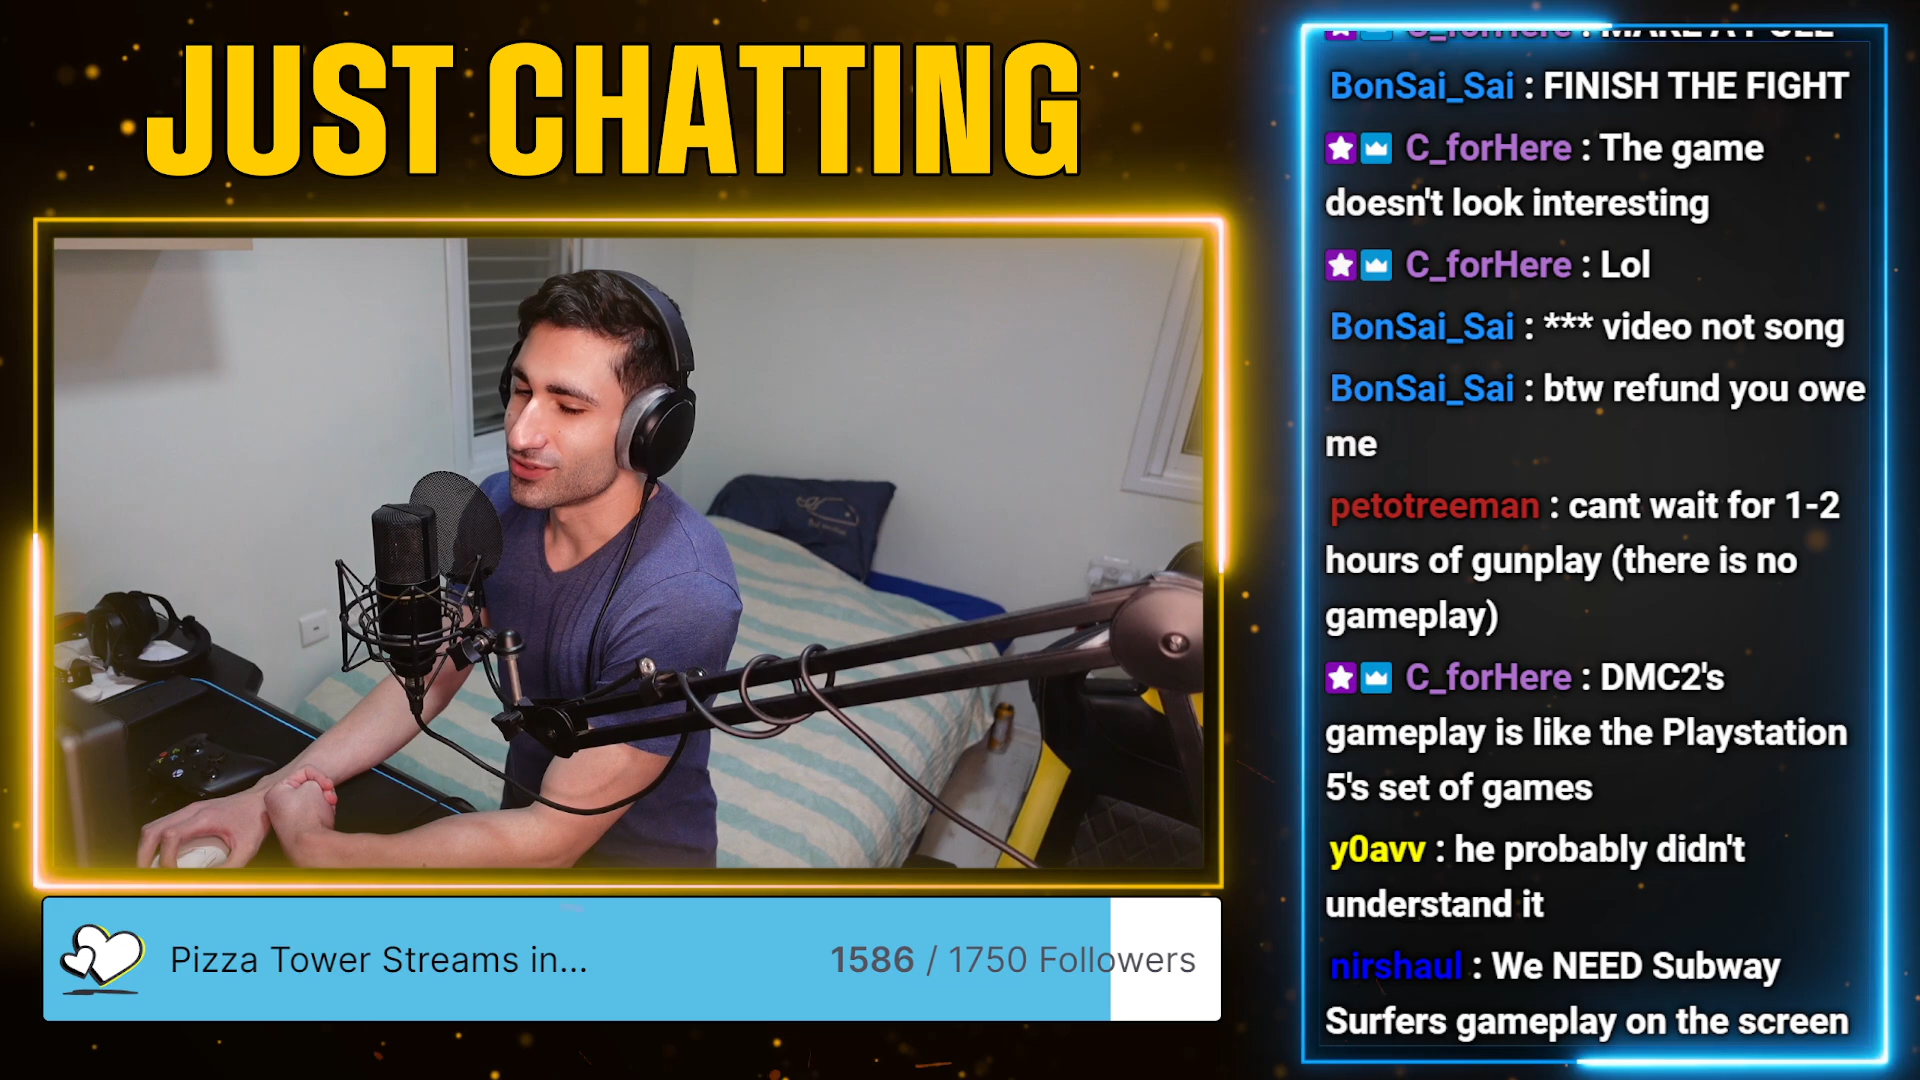 JUST CHATTING
Pizza Tower Streams in...
1586 / 1750 Followers
C_forHere : MAKE A POLL
BonSai_Sai : FINISH THE FIGHT
C_forHere : The game
doesn't look interesting
C_forHere : Lol
BonSai_Sai : *** video not song
BonSai_Sai : btw refund you owe
me
petotreeman : cant wait for 1-2
hours of gunplay (there is no
gameplay)
C_forHere : DMC2's
gameplay is like the Playstation
5's set of games
y0avv : he probably didn't
understand it
nirshaul : We NEED Subway
Surfers gameplay on the screen